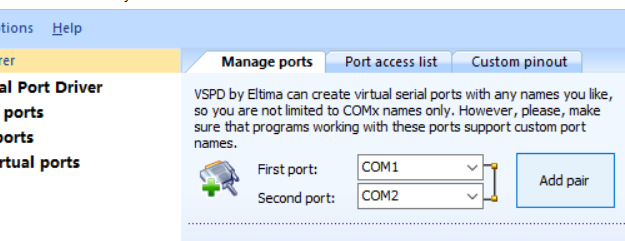 tions Help
rer
al Port Driver
ports
ports
rtual ports
Manage ports Port access list Custom pinout
VSPD by Eltima can create virtual serial ports with any names you like,
so you are not limited to COMx names only. However, please, make
sure that programs working with these ports support custom port
names.
First port: COM1
Second port: COM2
Add pair